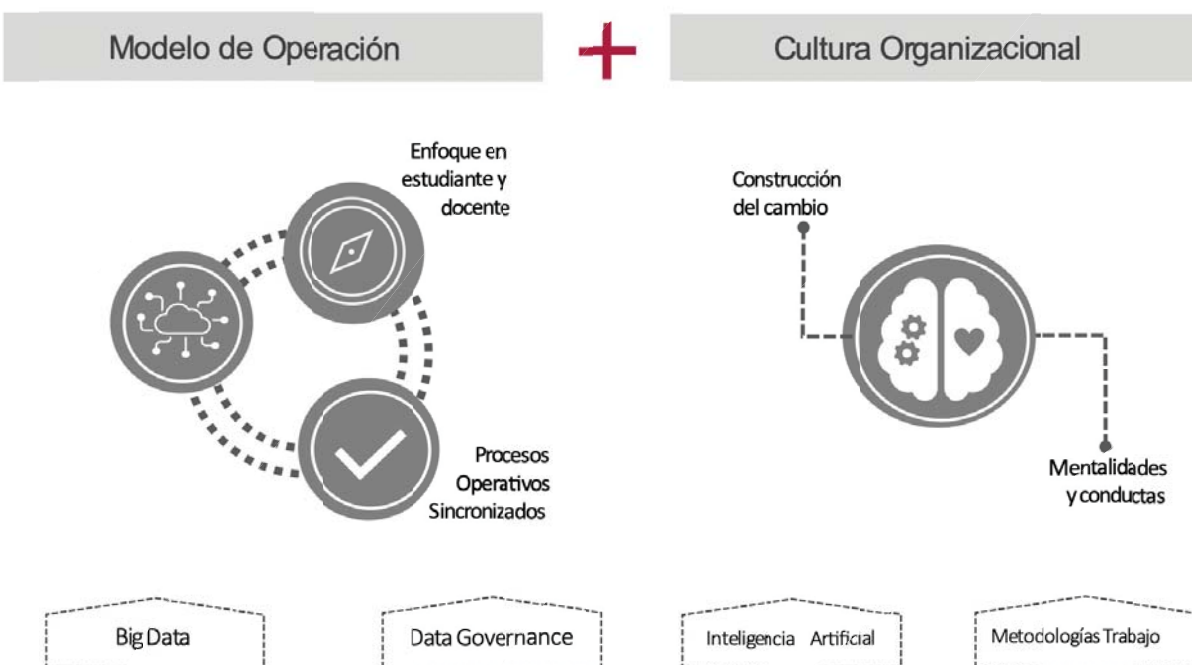 Modelo de Operación
+
Cultura Organizacional
Enfoque en
estudiante y
docente
Procesos
Operativos
Sincronizados
Construcción
del cambio
Mentalidades
y conductas
Big Data
Data Governance
Inteligencia Artificial
Metodologías Trabajo